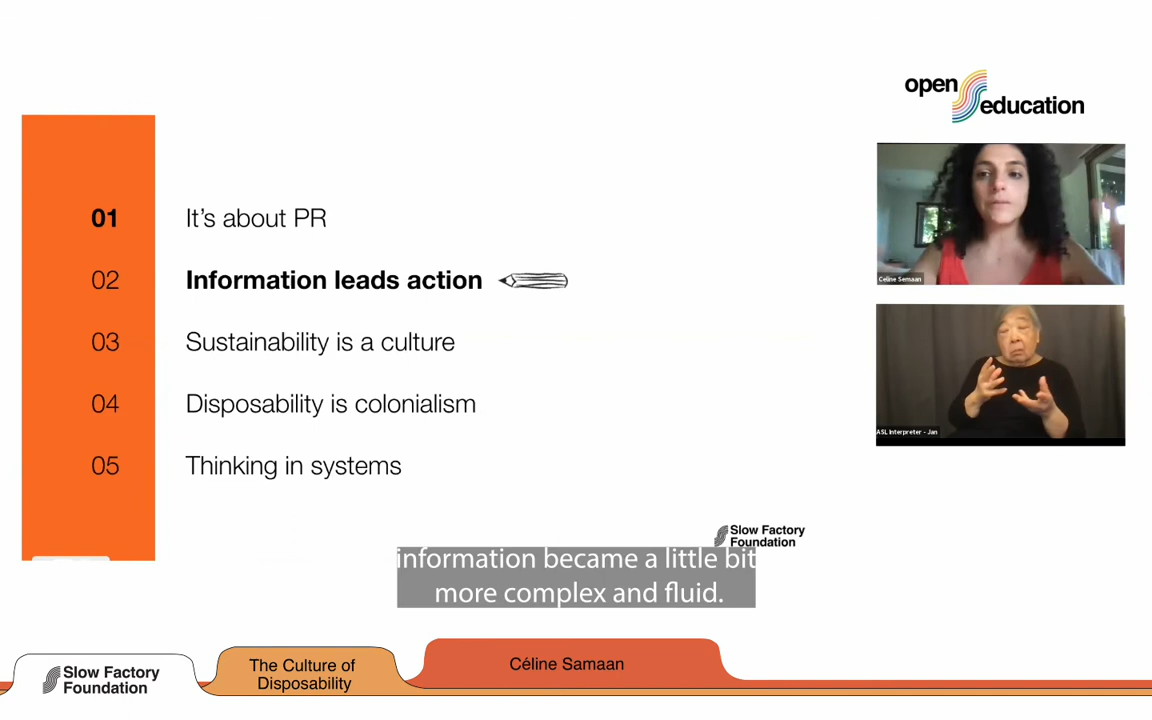 open
education
01 It's about PR
02 Information leads action
03 Sustainability is a culture
04 Disposability is colonialism
05 Thinking in systems
Celine Semaan
ASL Interpreter - Jan
Slow Factory
Foundation
information became a little bit
more complex and fluid.
Slow Factory
Foundation
The Culture of
Disposability
Céline Samaan